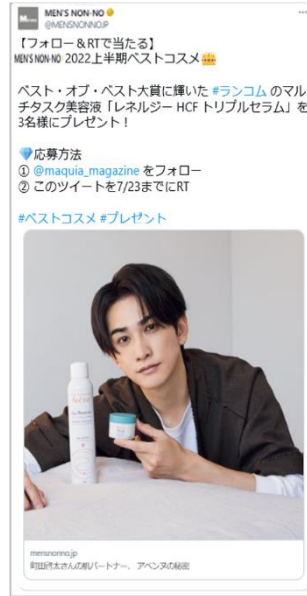 MEN'S NON-NO
@MENSNONNOJP
【フォロー＆RTで当たる】
MEN'S NON-NO 2022上半期ベストコスメ👑
ベスト・オブ・ベスト大賞に輝いた #ランコム のマル
チタスク美容液「レネルジー HCF トリプルセラム」を
3名様にプレゼント！
💎応募方法
① @maquia_magazine をフォロー
② このツイートを7/23までにRT
#ベストコスメ #プレゼント
Avène
mensnonno.jp
町田啓太さんの肌パートナー、アベンヌの秘密